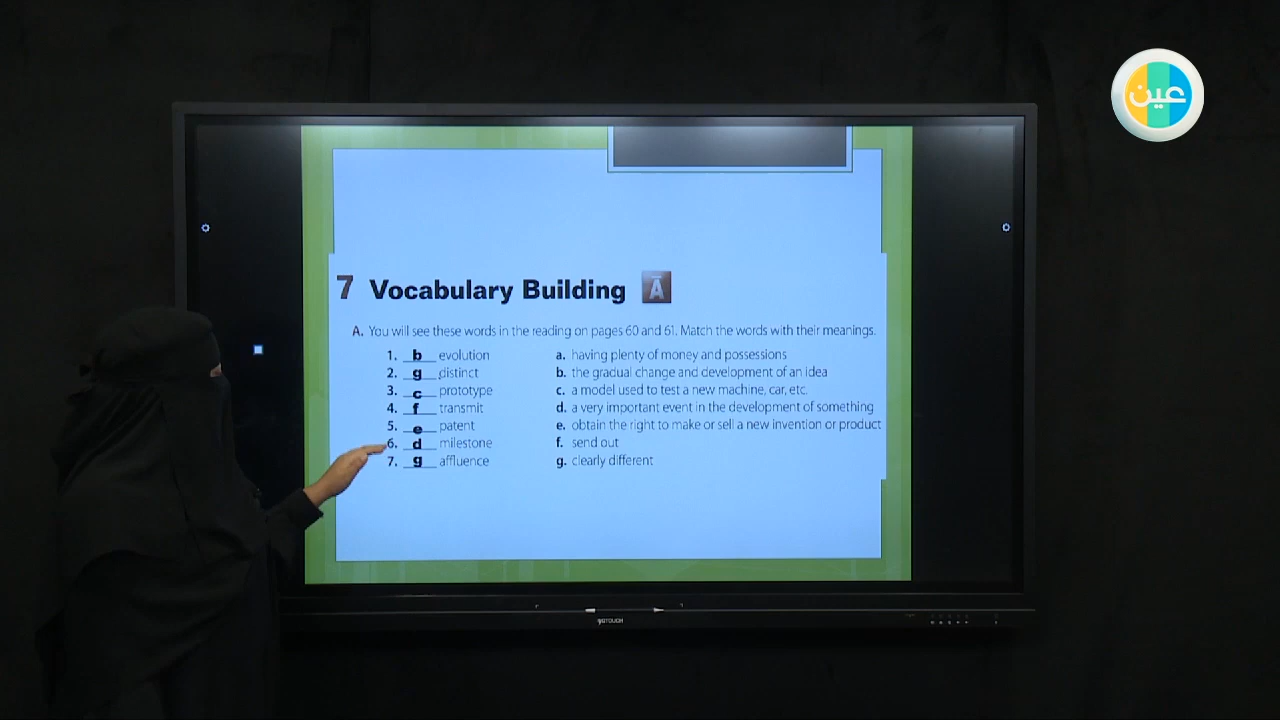 عين
7 Vocabulary Building A
A. You will see these words in the reading on pages 60 and 61. Match the words with their meanings.
1. b evolution
2. g distinct
3. c prototype
4. f transmit
5. e patent
6. d milestone
7. g affluence
a. having plenty of money and possessions
b. the gradual change and development of an idea
c. a model used to test a new machine, car, etc.
d. a very important event in the development of something
e. obtain the right to make or sell a new invention or product
f. send out
g. clearly different